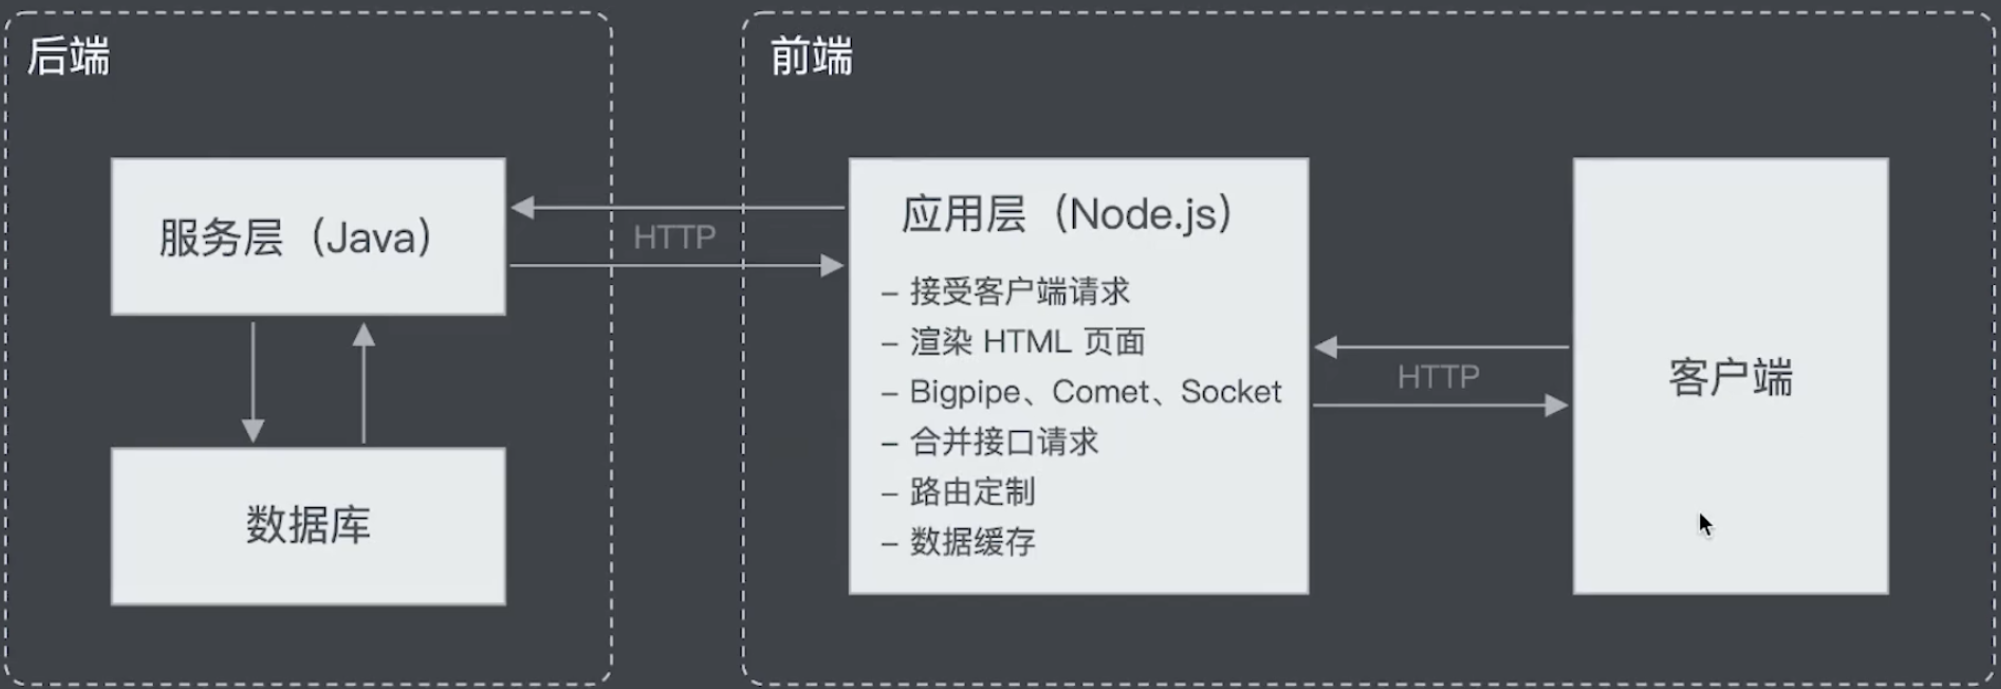 后端
服务层（Java）
数据库
HTTP
前端
应用层（Node.js）
– 接受客户端请求
– 渲染 HTML 页面
– Bigpipe、Comet、Socket
– 合并接口请求
– 路由定制
– 数据缓存
HTTP
客户端